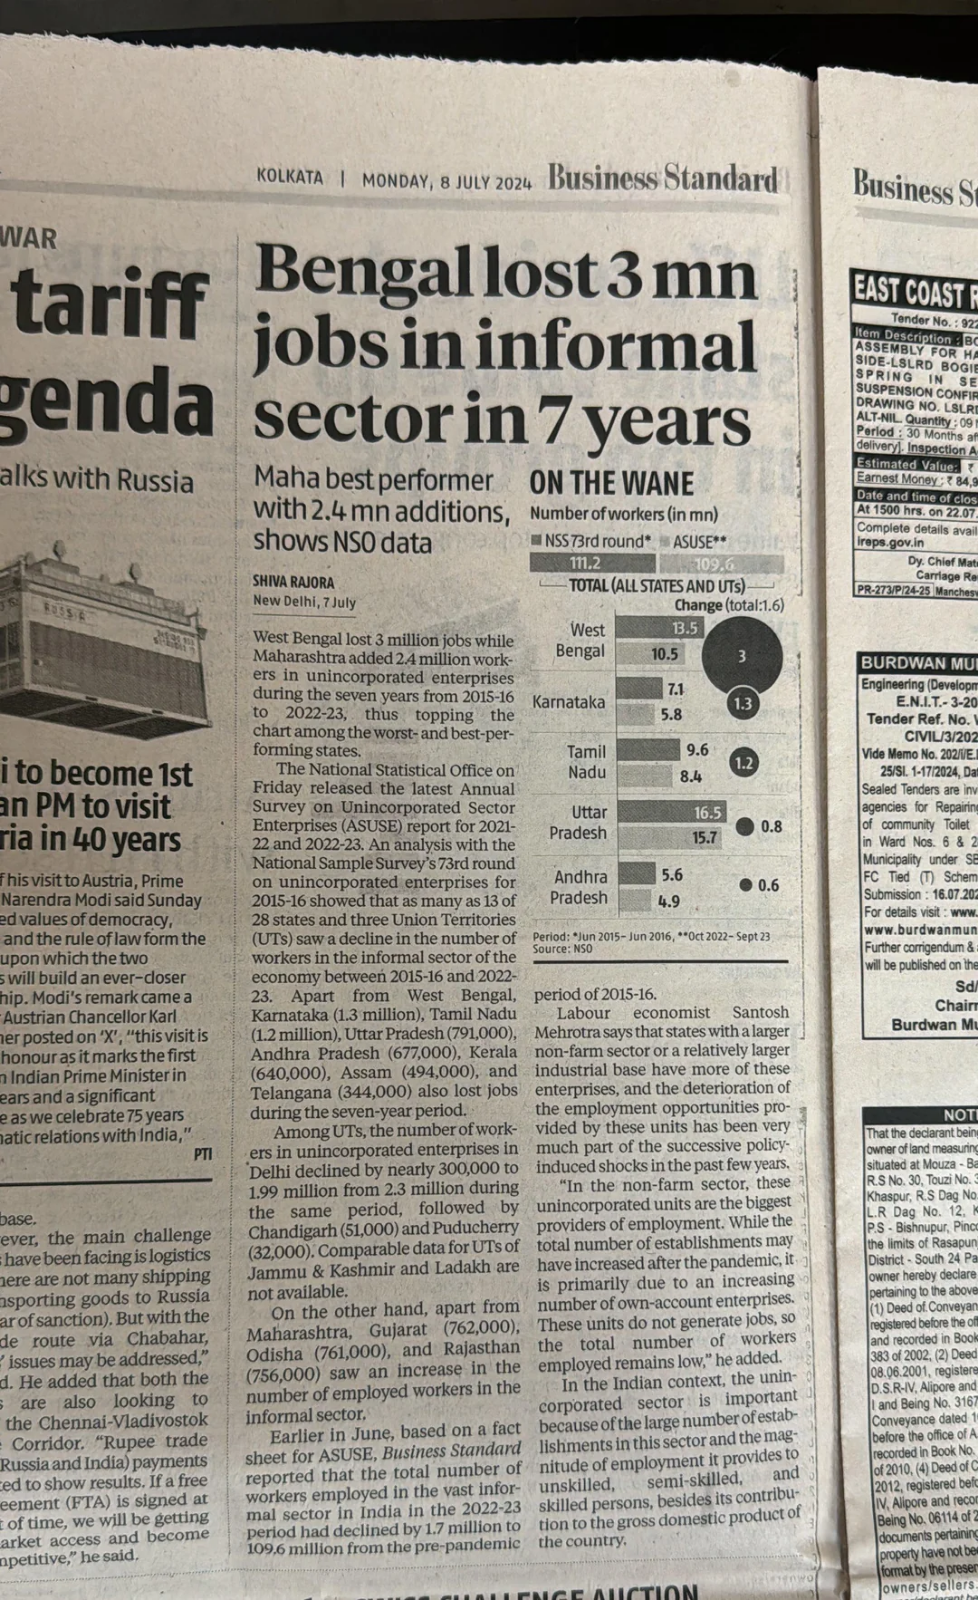 KOLKATA | MONDAY, 8 JULY 2024 Business Standard
WAR
tariff
genda
alks with Russia
RUSSIA
i to become 1st
an PM to visit
ria in 40 years
f his visit to Austria, Prime
Narendra Modi said Sunday
ed values of democracy,
and the rule of law form the
upon which the two
s will build an ever-closer
hip. Modi's remark came a
Austrian Chancellor Karl
er posted on 'X', "this visit is
honour as it marks the first
n Indian Prime Minister in
ears and a significant
e as we celebrate 75 years
natic relations with India,"
PTI
base.
ever, the main challenge
s have been facing is logistics
here are not many shipping
nsporting goods to Russia
ar of sanction). But with the
de route via Chabahar,
issues may be addressed,"
d. He added that both the
s are also looking to
the Chennai-Vladivostok
Corridor. "Rupee trade
Russia and India) payments
ted to show results. If a free
eement (FTA) is signed at
t of time, we will be getting
arket access and become
mpetitive," he said.
Bengal lost 3 mn
jobs in informal
sector in 7 years
Maha best performer
with 2.4 mn additions,
shows NSO data
SHIVA RAJORA
New Delhi, 7 July
West Bengal lost 3 million jobs while
Maharashtra added 2.4 million work-
ers in unincorporated enterprises
during the seven years from 2015-16
to 2022-23, thus topping the
chart among the worst- and best-per-
forming states.
The National Statistical Office on
Friday released the latest Annual
Survey on Unincorporated Sector
Enterprises (ASUSE) report for 2021-
22 and 2022-23. An analysis with the
National Sample Survey's 73rd round
on unincorporated enterprises for
2015-16 showed that as many as 13 of
28 states and three Union Territories
(UTs) saw a decline in the number of
workers in the informal sector of the
economy between 2015-16 and 2022-
23. Apart from West Bengal,
Karnataka (1.3 million), Tamil Nadu
(1.2 million), Uttar Pradesh (791,000),
Andhra Pradesh (677,000), Kerala
(640,000), Assam (494,000), and
Telangana (344,000) also lost jobs
during the seven-year period.
Among UTs, the number of work-
ers in unincorporated enterprises in
Delhi declined by nearly 300,000 to
1.99 million from 2.3 million during
the same period, followed by
Chandigarh (51,000) and Puducherry
(32,000). Comparable data for UTs of
Jammu & Kashmir and Ladakh are
not available.
On the other hand, apart from
Maharashtra, Gujarat (762,000),
Odisha (761,000), and Rajasthan
(756,000) saw an increase in the
number of employed workers in the
informal sector.
Earlier in June, based on a fact
sheet for ASUSE, Business Standard
reported that the total number of
workers employed in the vast infor-
mal sector in India in the 2022-23
period had declined by 1.7 million to
109.6 million from the pre-pandemic
ON THE WANE
Number of workers (in mn)
NSS 73rd round* ASUSE**
111.2 109.6
TOTAL (ALL STATES AND UTs)
Change (total:1.6)
West Bengal 13.5 10.5 3
Karnataka 7.1 5.8 1.3
Tamil Nadu 9.6 8.4 1.2
Uttar Pradesh 16.5 15.7 0.8
Andhra Pradesh 5.6 4.9 0.6
Period: *Jun 2015- Jun 2016, **Oct 2022- Sept 23
Source: NSO
period of 2015-16.
Labour economist Santosh
Mehrotra says that states with a larger
non-farm sector or a relatively larger
industrial base have more of these
enterprises, and the deterioration of
the employment opportunities pro-
vided by these units has been very
much part of the successive policy-
induced shocks in the past few years.
"In the non-farm sector, these
unincorporated units are the biggest
providers of employment. While the
total number of establishments may
have increased after the pandemic, it
is primarily due to an increasing
number of own-account enterprises.
These units do not generate jobs, so
the total number of workers
employed remains low," he added.
In the Indian context, the unin-
corporated sector is important
because of the large number of estab-
lishments in this sector and the mag-
nitude of employment it provides to
unskilled, semi-skilled, and
skilled persons, besides its contribu-
tion to the gross domestic product of
the country.
CHALLENGE AUCTION
Business St
EAST COAST R
Tender No. : 922
Item Description : BO
ASSEMBLY FOR HA
SIDE-LSLRD BOGIE
SPRING IN SE
SUSPENSION CONFIR
DRAWING NO. LSLR
ALT-NIL. Quantity : 09
Period : 30 Months af
delivery]. Inspection A
Estimated Value: ₹
Earnest Money : ₹ 84,9
Date and time of clos
At 1500 hrs. on 22.07.
Complete details avail
ireps.gov.in
Dy. Chief Mate
Carriage Re
PR-273/P/24-25 Manchesw
BURDWAN MU
Engineering (Developm
E.N.I.T.- 3-20
Tender Ref. No. V
CIVIL/3/202
Vide Memo No. 202/I/E.
25/Sl. 1-17/2024, Dat
Sealed Tenders are inv
agencies for Repairing
of community Toilet
in Ward Nos. 6 & 2
Municipality under SB
FC Tied (T) Schem
Submission : 16.07.202
For details visit : www.
www.burdwanmun
Further corrigendum &
will be published on the
Sd/
Chairm
Burdwan Mu
NOTI
That the declarant being
owner of land measuring
situated at Mouza - Ba
R.S No. 30, Touzi No. 3
Khaspur, R.S Dag No.
L.R Dag No. 12, K
P.S - Bishnupur, Pinco
the limits of Rasapun
District - South 24 Pa
owner hereby declare
pertaining to the above
(1) Deed of Conveyan
registered before the off
and recorded in Book
383 of 2002, (2) Deed
08.06.2001, registere
D.S.R-IV, Alipore and
I and Being No. 3167
Conveyance dated 1
before the office of A
recorded in Book No.
of 2010, (4) Deed of C
2012, registered befo
IV, Alipore and recor
Being No. 06114 of 2
documents pertaining
property have not be
format by the presen
owners/sellers.